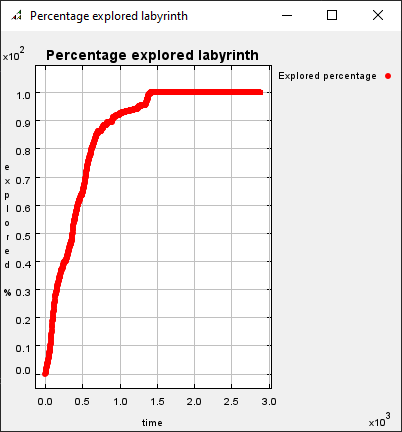 Percentage explored labyrinth
x10^2
Percentage explored labyrinth
Explored percentage
1.0
0.9
0.8
0.7
0.6
0.5
0.4
0.3
0.2
0.1
0.0
explored %
0.0 0.5 1.0 1.5 2.0 2.5 3.0
time
x10^3